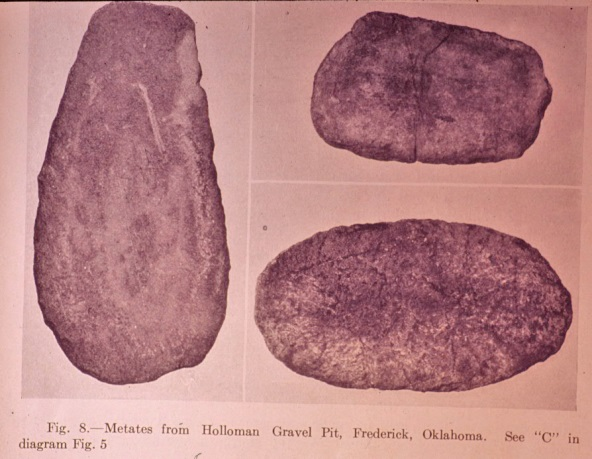 Fig. 8.—Metates from Holloman Gravel Pit, Frederick, Oklahoma. See "C" in
diagram Fig. 5